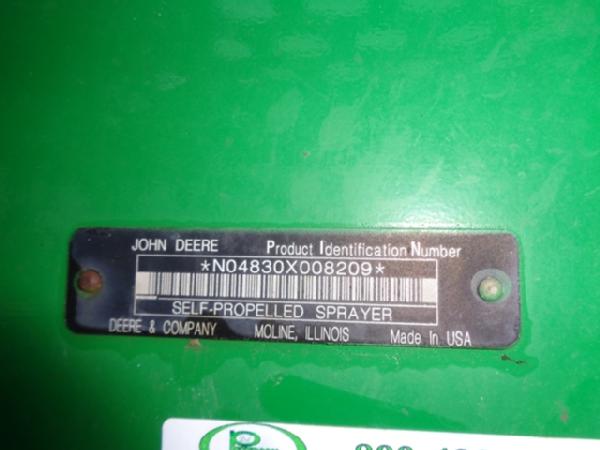 JOHN DEERE Product Identification Number
*N04830X008209*
SELF-PROPELLED SPRAYER
DEERE & COMPANY MOLINE, ILLINOIS Made In USA